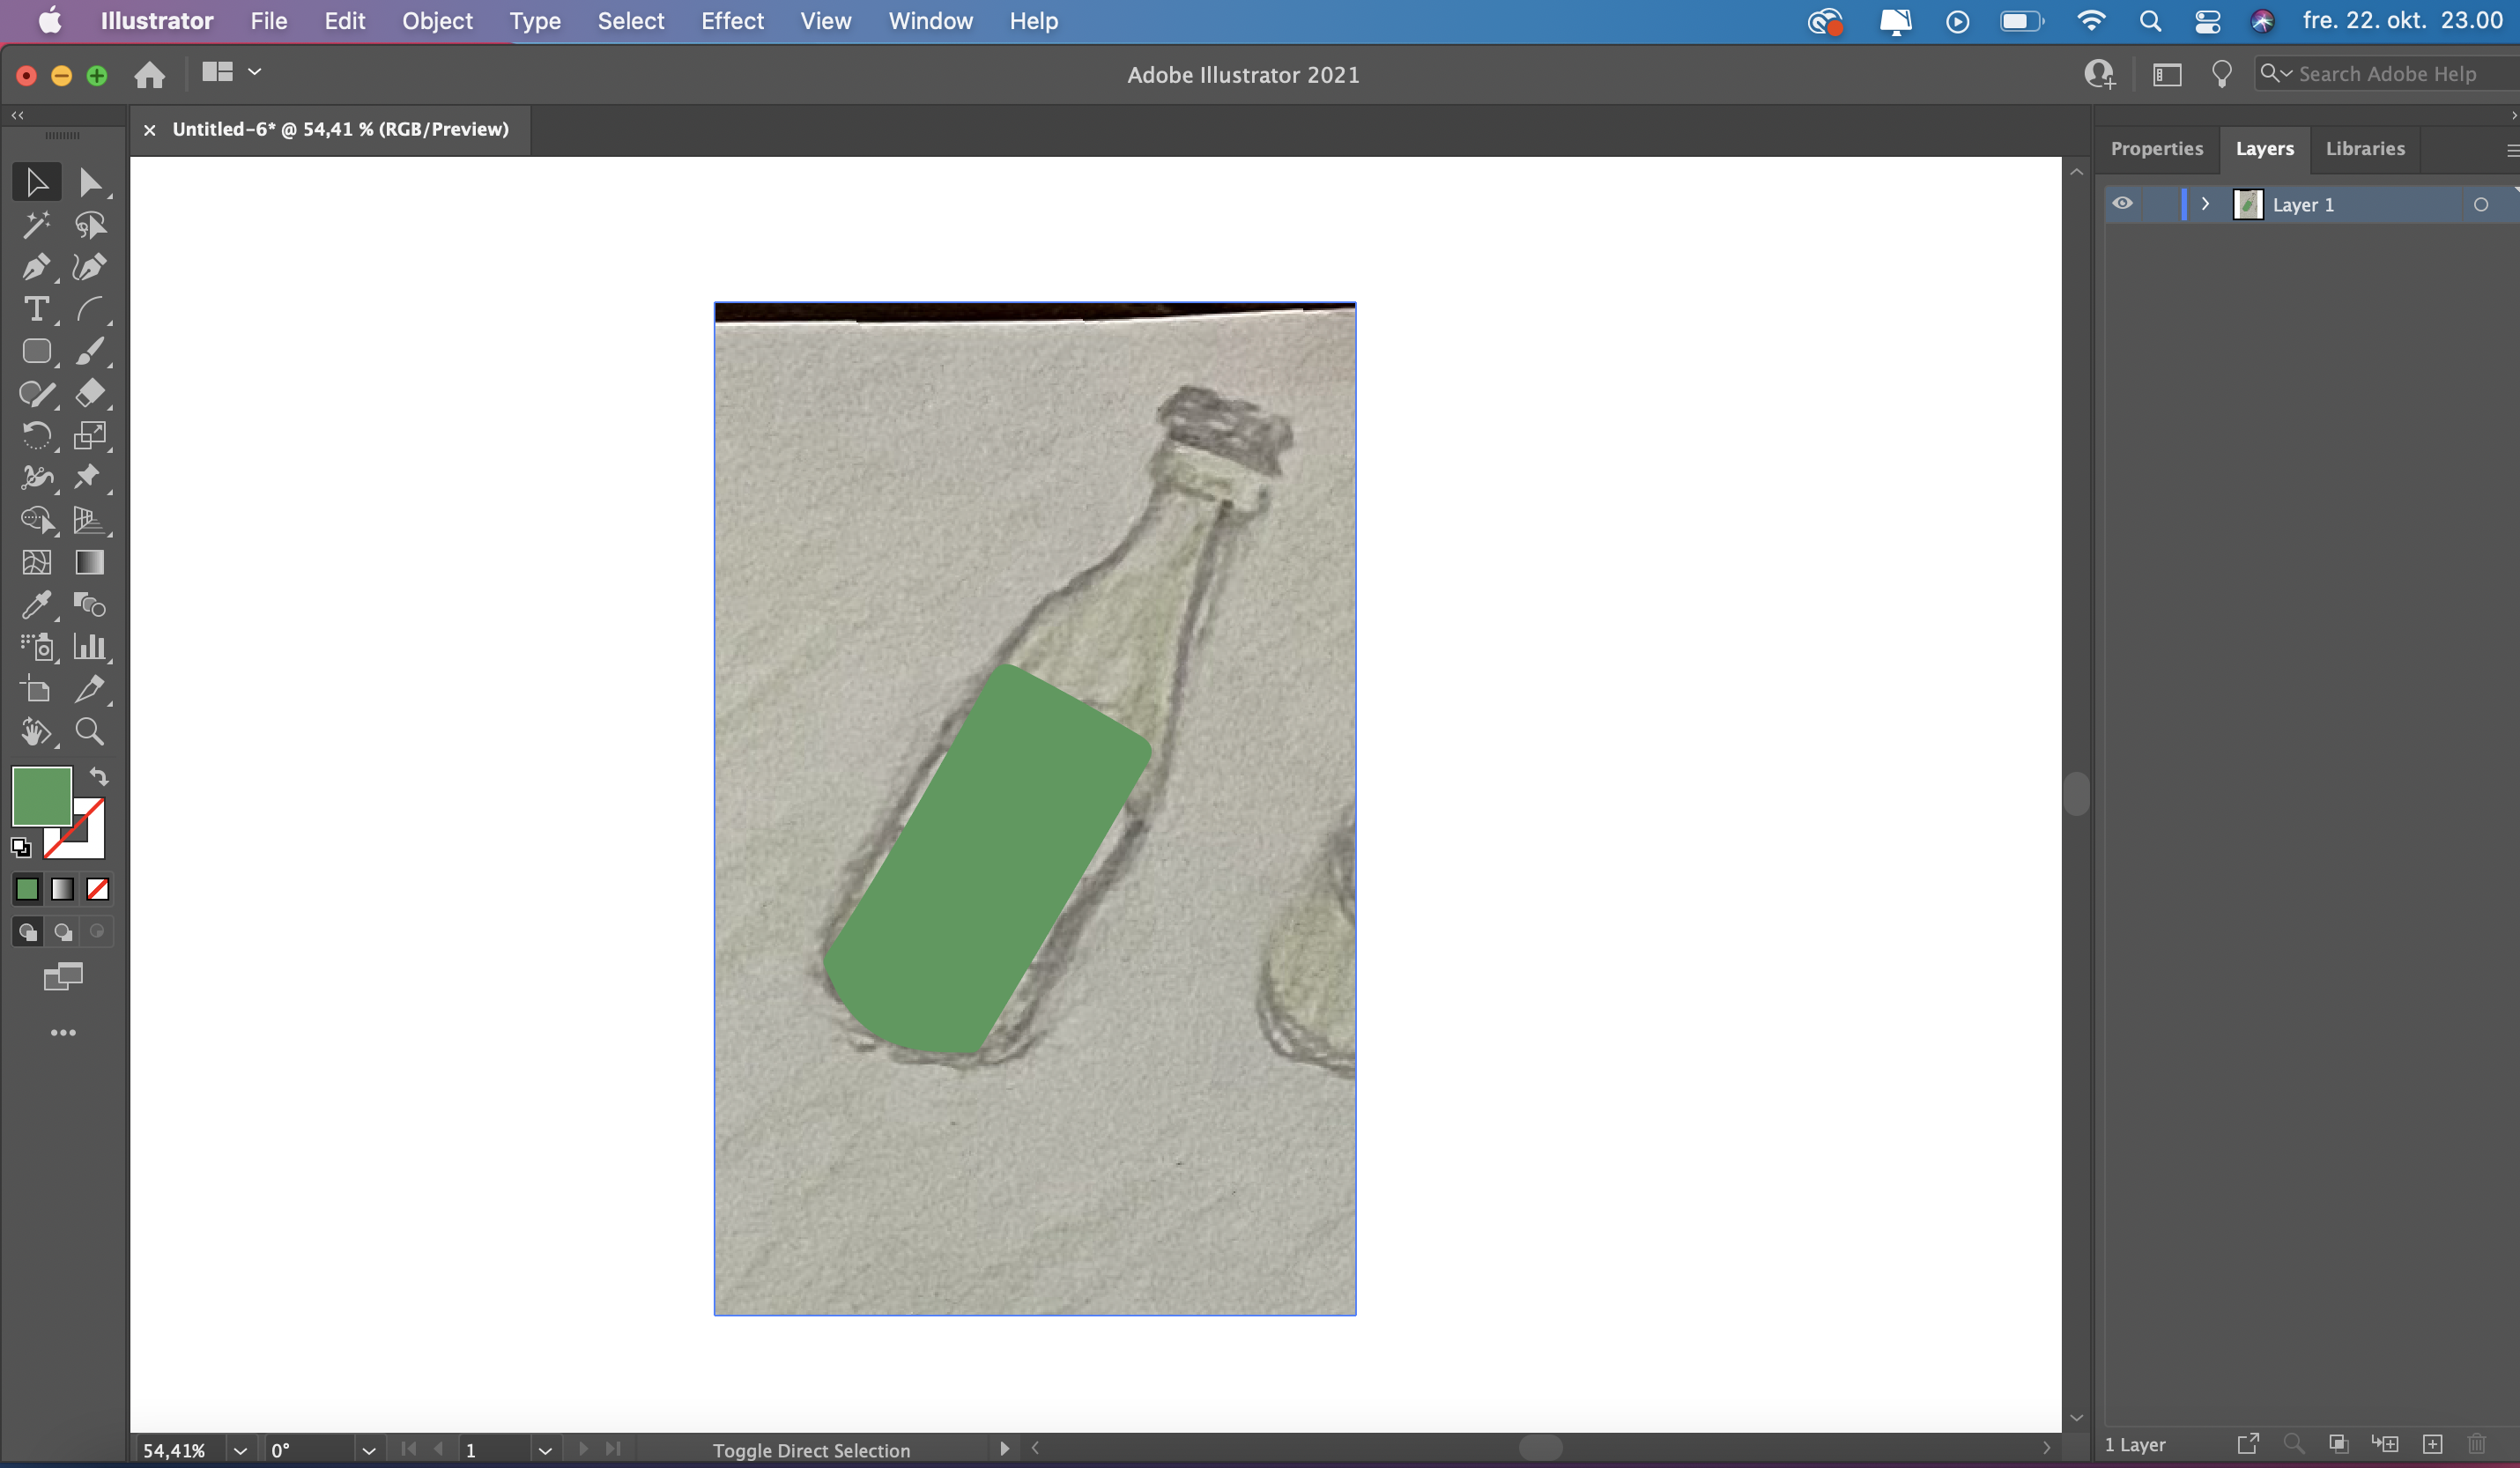 Illustrator File Edit Object Type Select Effect View Window Help fre. 22. okt. 23.00
Adobe Illustrator 2021 Search Adobe Help
× Untitled-6* @ 54,41 % (RGB/Preview)
Properties Layers Libraries
Layer 1
54,41% 0° 1 Toggle Direct Selection
1 Layer